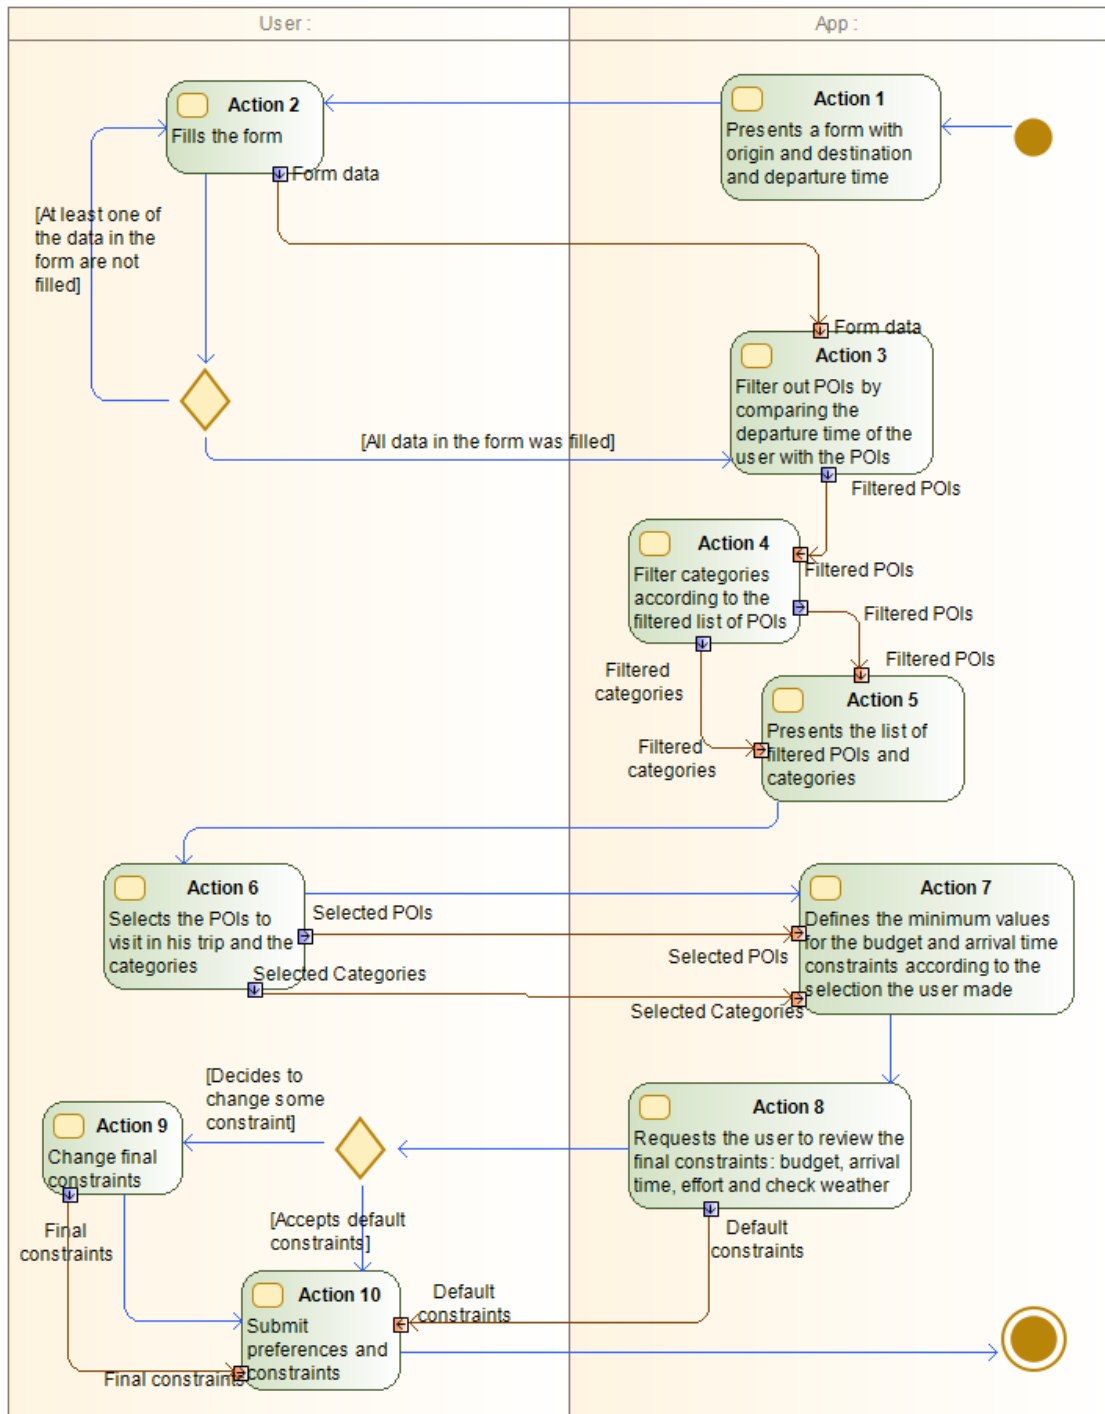 User :
App :
Action 2
Fills the form
Form data
Action 1
Presents a form with
origin and destination
and departure time
[At least one of
the data in the
form are not
filled]
Form data
Action 3
Filter out POIs by
comparing the
departure time of the
user with the POIs
[All data in the form was filled]
Filtered POIs
Action 4
Filter categories
according to the
filtered list of POIs
Filtered POIs
Filtered POIs
Filtered POIs
Filtered
categories
Filtered
categories
Action 5
Presents the list of
filtered POIs and
categories
Action 6
Selects the POIs to
visit in his trip and the
categories
Selected POIs
Selected Categories
Selected POIs
Selected Categories
Action 7
Defines the minimum values
for the budget and arrival time
constraints according to the
selection the user made
[Decides to
change some
constraint]
Action 8
Requests the user to review the
final constraints: budget, arrival
time, effort and check weather
Default
constraints
Action 9
Change final
constraints
Final
constraints
[Accepts default
constraints]
Action 10
Submit
preferences and
constraints
Default
constraints
Final constraints